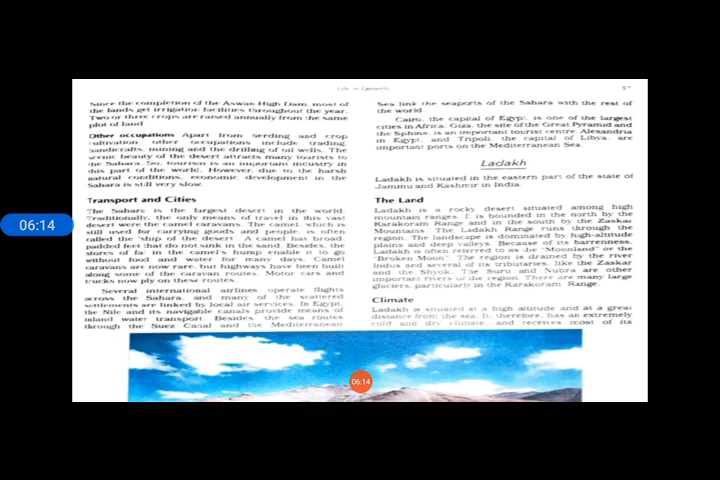 Life in Deserts
57
Since the completion of the Aswan High Dam, most of
the lands get irrigation facilities throughout the year.
Two or three crops are raised annually from the same
plot of land.
Other occupations Apart from herding and crop
cultivation, other occupations include trading,
handicrafts, mining and the drilling of oil wells. The
scenic beauty of the desert attracts many tourists to
the Sahara. So, tourism is an important industry in
this part of the world. However, due to the harsh
natural conditions, economic development in the
Sahara is still very slow.
Transport and Cities
The Sahara is the largest desert in the world.
Traditionally, the only means of travel in this vast
desert were the camel caravans. The camel, which is
still used for carrying goods and people, is often
called the 'ship of the desert'. A camel has broad,
padded feet that do not sink in the sand. Besides, the
stores of fat in the camel's hump enable it to go
without food and water for many days. Camel
caravans are now rare, but highways have been built
along some of the caravan routes. Motor cars and
trucks now ply on these routes.
Several international airlines operate flights
across the Sahara, and many of the scattered
settlements are linked by local air services. In Egypt,
the Nile and its navigable canals provide means of
inland water transport. Besides, the sea routes
through the Suez Canal and the Mediterranean
Sea link the seaports of the Sahara with the rest of
the world.
Cairo, the capital of Egypt, is one of the largest
cities in Africa. Giza, the site of the Great Pyramid and
the Sphinx, is an important tourist centre. Alexandria
in Egypt, and Tripoli, the capital of Libya, are
important ports on the Mediterranean Sea.
Ladakh
Ladakh is situated in the eastern part of the state of
Jammu and Kashmir in India.
The Land
Ladakh is a rocky desert situated among high
mountain ranges. It is bounded in the north by the
Karakoram Range and in the south by the Zaskar
Mountains. The Ladakh Range runs through the
region. The landscape is dominated by high-altitude
plains and deep valleys. Because of its barrenness,
Ladakh is often referred to as the "Moonland" or the
"Broken Moon". The region is drained by the river
Indus and several of its tributaries, like the Zaskar
and the Shyok. The Suru and Nubra are other
important rivers of the region. There are many large
glaciers, particularly in the Karakoram Range.
Climate
Ladakh is situated at a high altitude and at a great
distance from the sea. It, therefore, has an extremely
cold and dry climate, and receives most of its
06:14
06:14